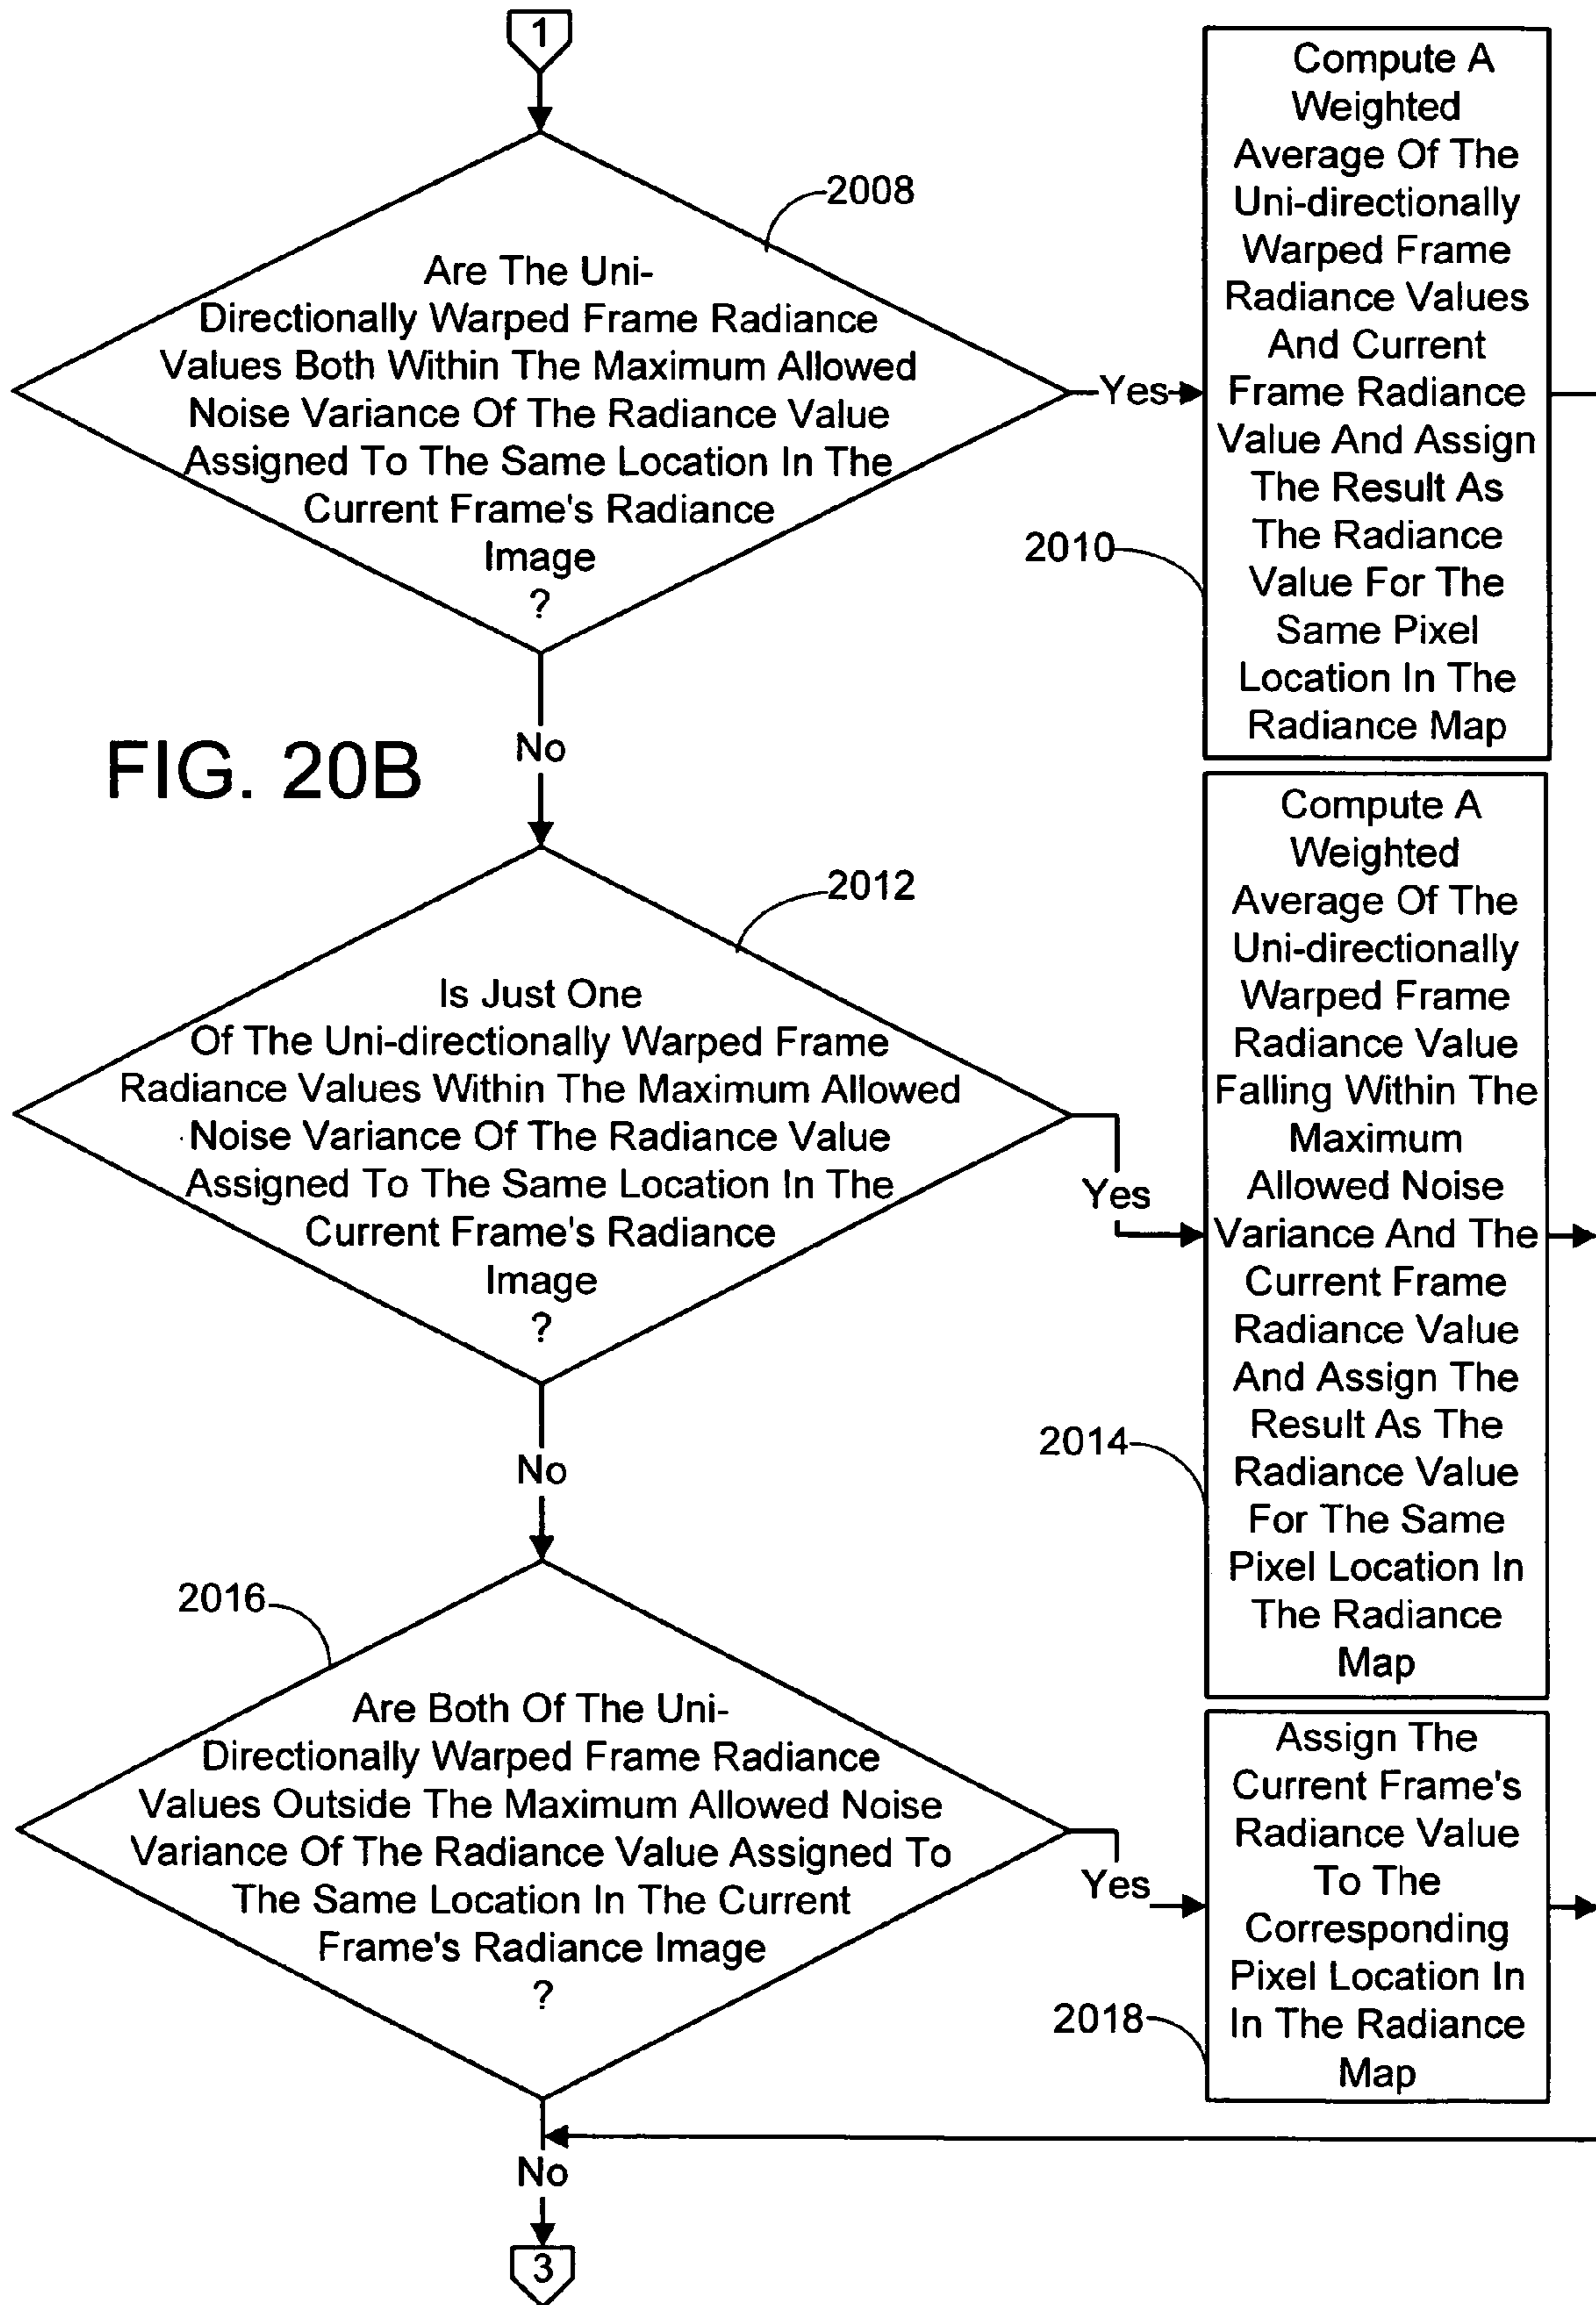 1
2008
Are The Uni-
Directionally Warped Frame Radiance
Values Both Within The Maximum Allowed
Noise Variance Of The Radiance Value
Assigned To The Same Location In The
Current Frame's Radiance
Image
?
Yes
Compute A
Weighted
Average Of The
Uni-directionally
Warped Frame
Radiance Values
And Current
Frame Radiance
Value And Assign
The Result As
The Radiance
Value For The
Same Pixel
Location In The
Radiance Map
2010
No
FIG. 20B
2012
Is Just One
Of The Uni-directionally Warped Frame
Radiance Values Within The Maximum Allowed
Noise Variance Of The Radiance Value
Assigned To The Same Location In The
Current Frame's Radiance
Image
?
Yes
Compute A
Weighted
Average Of The
Uni-directionally
Warped Frame
Radiance Value
Falling Within The
Maximum
Allowed Noise
Variance And The
Current Frame
Radiance Value
And Assign The
Result As The
Radiance Value
For The Same
Pixel Location In
The Radiance
Map
2014
No
2016
Are Both Of The Uni-
Directionally Warped Frame Radiance
Values Outside The Maximum Allowed Noise
Variance Of The Radiance Value Assigned To
The Same Location In The Current
Frame's Radiance Image
?
Yes
Assign The
Current Frame's
Radiance Value
To The
Corresponding
Pixel Location In
In The Radiance
Map
2018
No
3